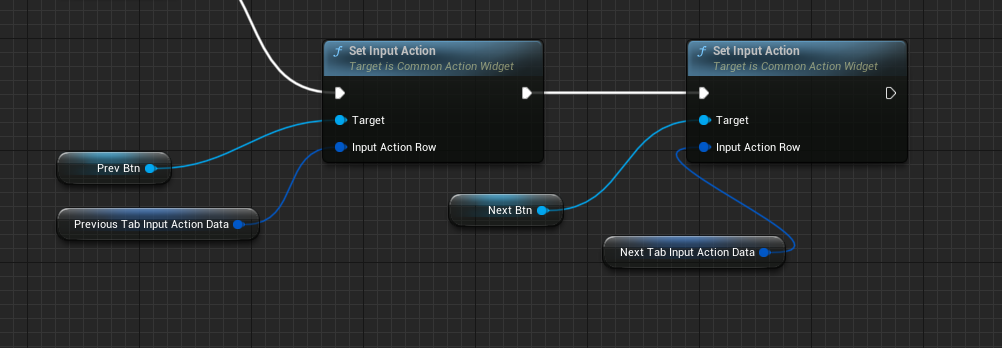 Set Input Action
Target is Common Action Widget
Target
Input Action Row
Prev Btn
Previous Tab Input Action Data
Set Input Action
Target is Common Action Widget
Target
Input Action Row
Next Btn
Next Tab Input Action Data